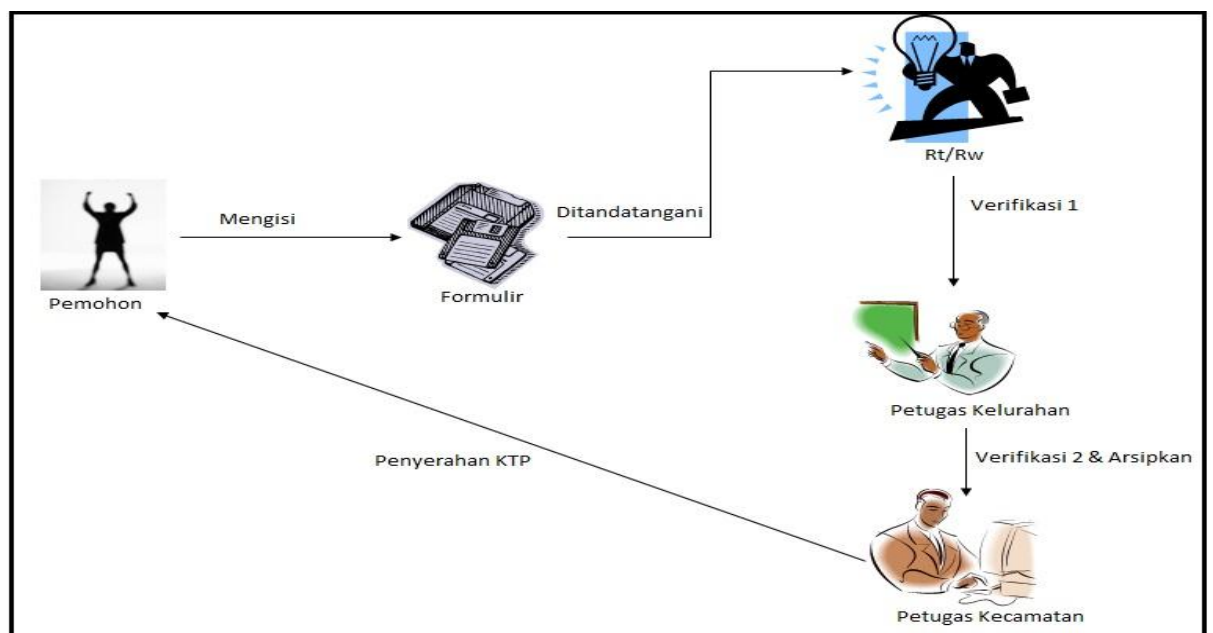 Rt/Rw
Verifikasi 1
Mengisi
Ditandatangani
Pemohon
Formulir
Petugas Kelurahan
Verifikasi 2 & Arsipkan
Penyerahan KTP
Petugas Kecamatan